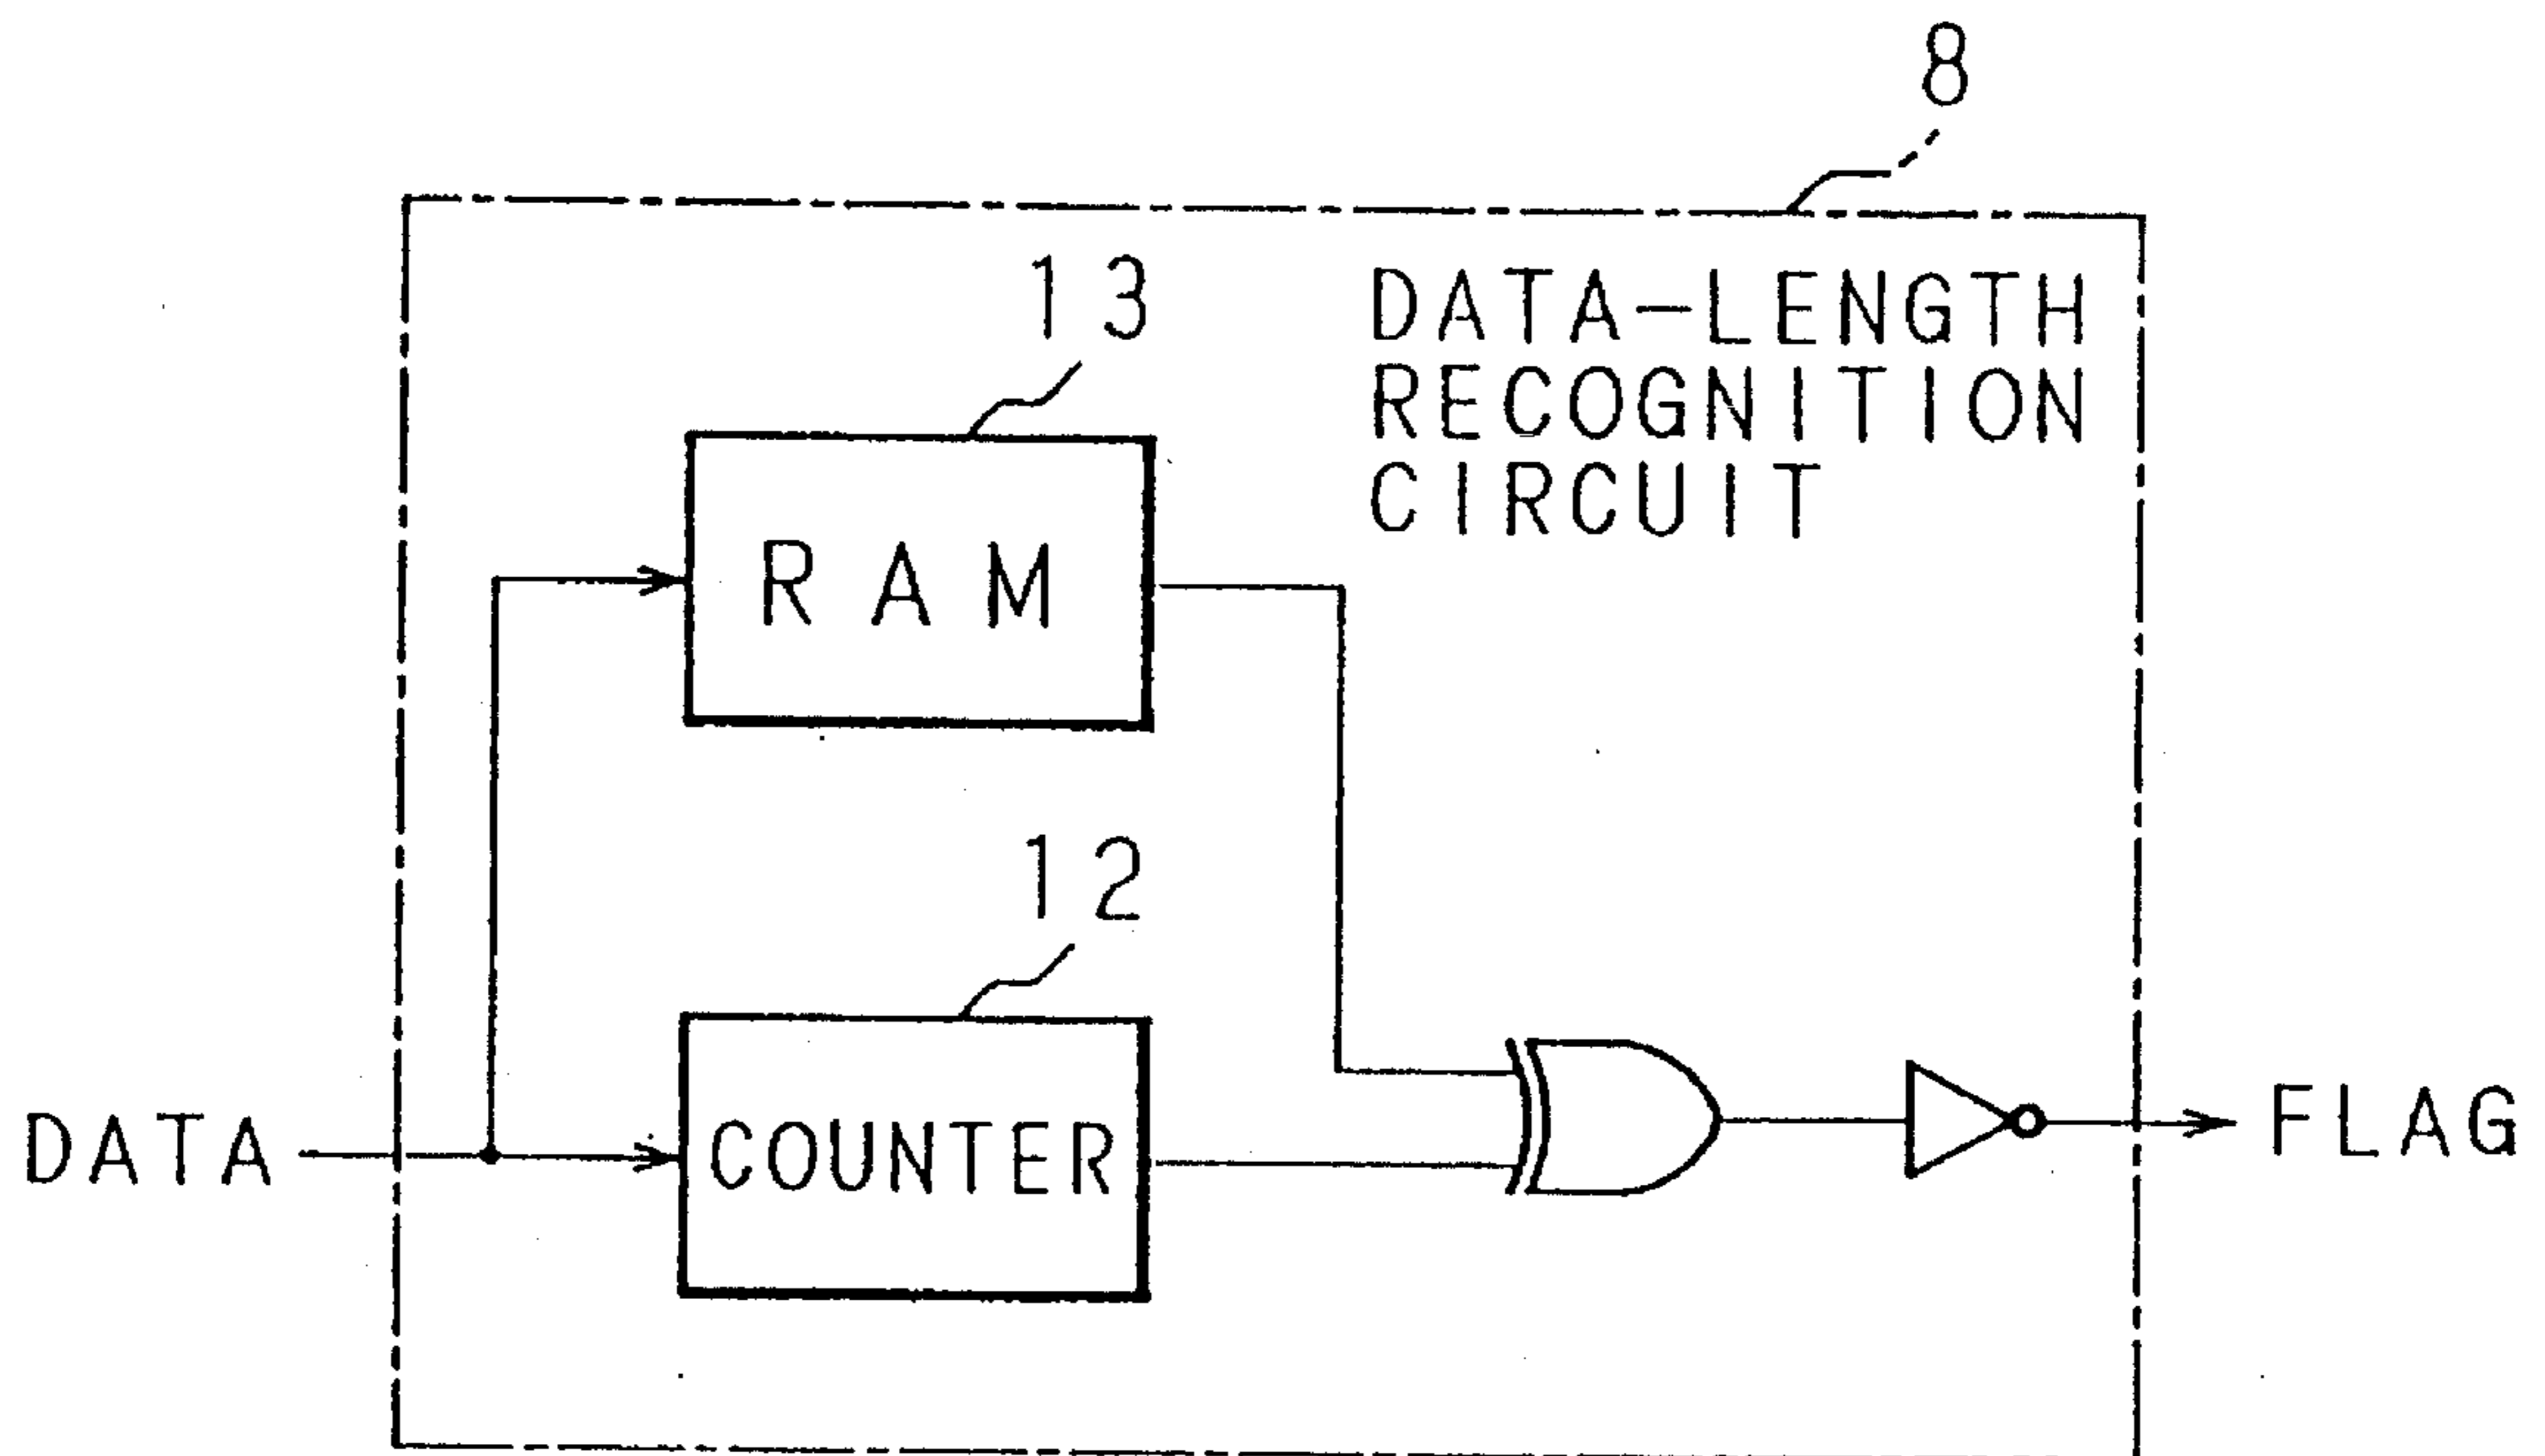 8
13
DATA-LENGTH
RECOGNITION
CIRCUIT
RAM
12
DATA
COUNTER
FLAG